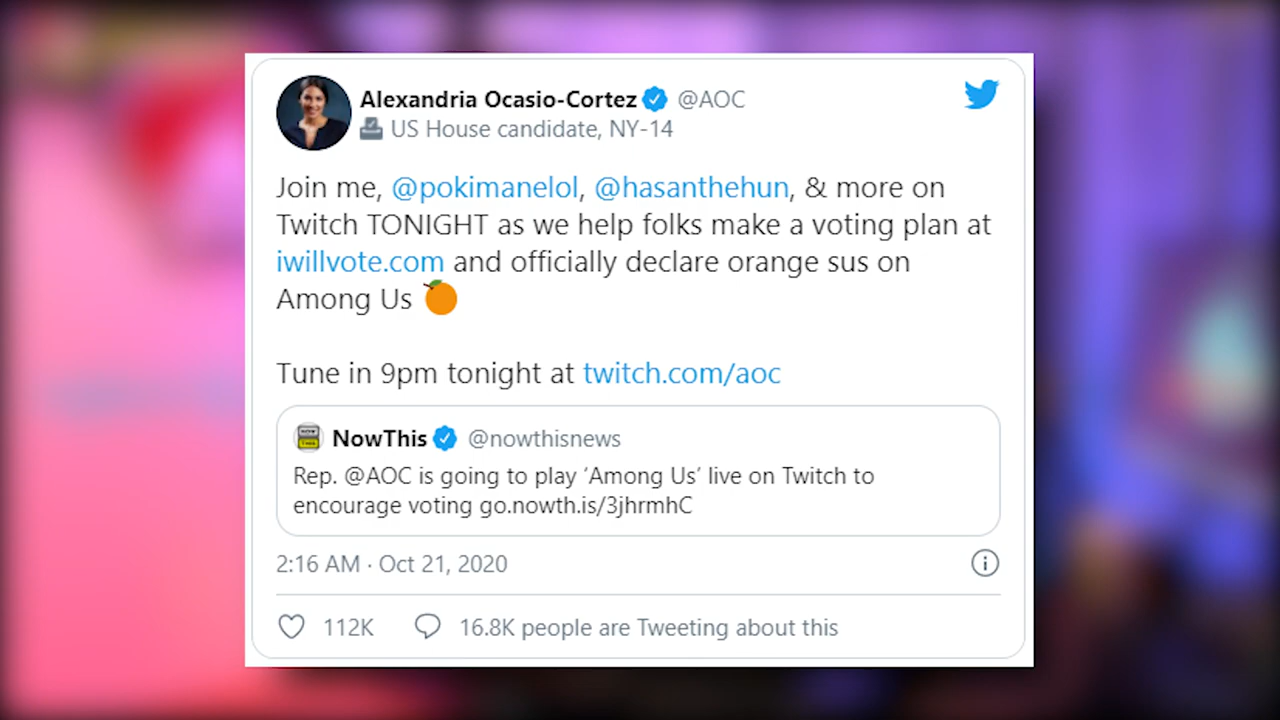 Alexandria Ocasio-Cortez @AOC
US House candidate, NY-14
Join me, @pokimanelol, @hasanthehun, & more on
Twitch TONIGHT as we help folks make a voting plan at
iwillvote.com and officially declare orange sus on
Among Us 🍊
Tune in 9pm tonight at twitch.com/aoc
NOW THIS
NowThis @nowthisnews
Rep. @AOC is going to play ‘Among Us’ live on Twitch to
encourage voting go.nowth.is/3jhrmhC
2:16 AM · Oct 21, 2020
112K 16.8K people are Tweeting about this